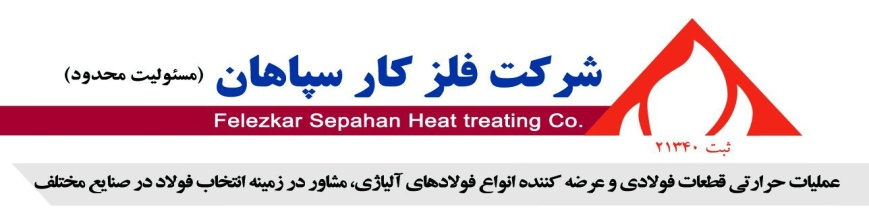 شرکت فلز کار سپاهان (مسئولیت محدود)
Felezkar Sepahan Heat treating Co.
ثبت ۲۱۳۴۰
عملیات حرارتی قطعات فولادی و عرضه کننده انواع فولادهای آلیاژی، مشاور در زمینه انتخاب فولاد در صنایع مختلف